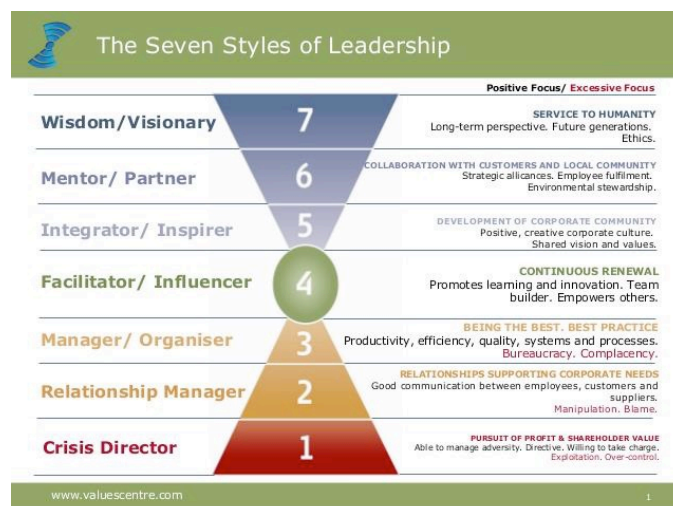 The Seven Styles of Leadership
Positive Focus/ Excessive Focus
Wisdom/Visionary
7
SERVICE TO HUMANITY
Long-term perspective. Future generations.
Ethics.
Mentor/ Partner
6
COLLABORATION WITH CUSTOMERS AND LOCAL COMMUNITY
Strategic allicances. Employee fulfilment.
Environmental stewardship.
Integrator/ Inspirer
5
DEVELOPMENT OF CORPORATE COMMUNITY
Positive, creative corporate culture.
Shared vision and values.
Facilitator/ Influencer
4
CONTINUOUS RENEWAL
Promotes learning and innovation. Team
builder. Empowers others.
Manager/ Organiser
3
BEING THE BEST. BEST PRACTICE
Productivity, efficiency, quality, systems and processes.
Bureaucracy. Complacency.
Relationship Manager
2
RELATIONSHIPS SUPPORTING CORPORATE NEEDS
Good communication between employees, customers and
suppliers.
Manipulation. Blame.
Crisis Director
1
PURSUIT OF PROFIT & SHAREHOLDER VALUE
Able to manage adversity. Directive. Willing to take charge.
Exploitation. Over-control.
www.valuescentre.com
1